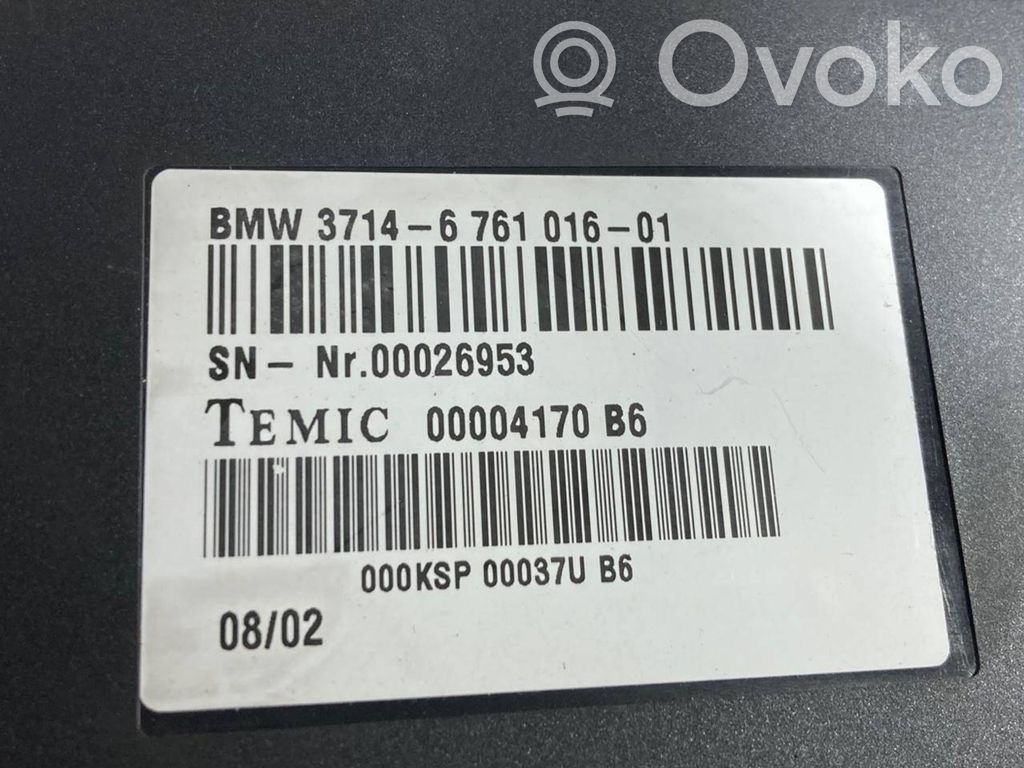 Ovoko
BMW 3714-6 761 016-01
SN- Nr.00026953
TEMIC 00004170 B6
000KSP 00037U B6
08/02